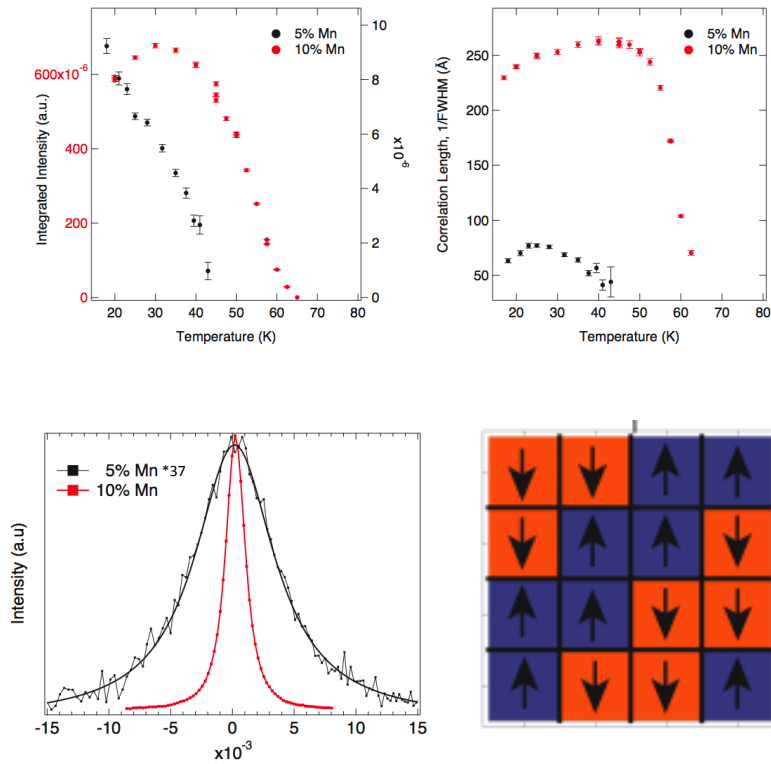 5% Mn
10% Mn
Integrated Intensity (a.u.)
600x10-6
400
200
0
10
8
6
4
2
0
x10-6
20 30 40 50 60 70 80
Temperature (K)
5% Mn
10% Mn
Correlation Length, 1/FWHM (Å)
250
200
150
100
50
20 30 40 50 60 70 80
Temperature (K)
5% Mn *37
10% Mn
Intensity (a.u)
-15 -10 -5 0 5 10 15
x10-3